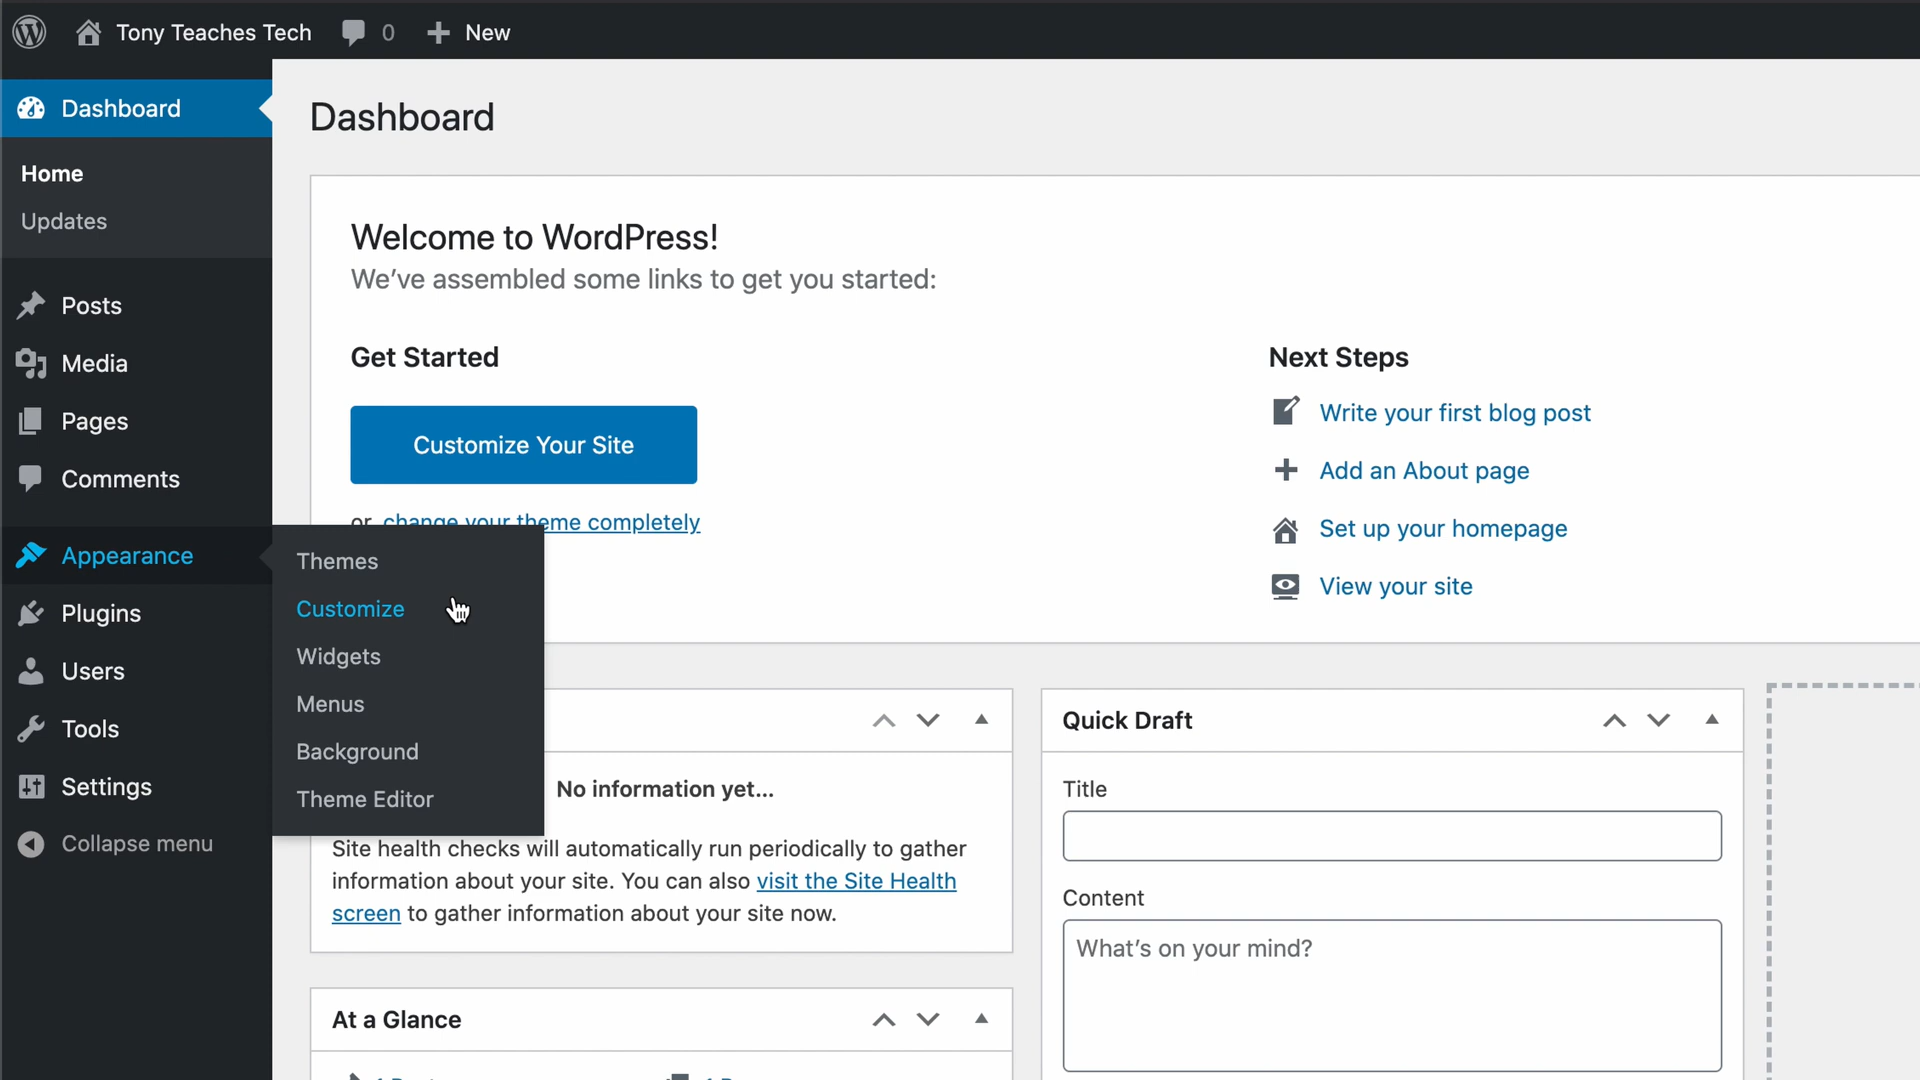 Tony Teaches Tech 0 New
Dashboard
Home
Updates
Posts
Media
Pages
Comments
Appearance
Plugins
Users
Tools
Settings
Collapse menu
Themes
Customize
Widgets
Menus
Background
Theme Editor
Dashboard
Welcome to WordPress!
We've assembled some links to get you started:
Get Started
Customize Your Site
or change your theme completely
Next Steps
Write your first blog post
Add an About page
Set up your homepage
View your site
No information yet...
Site health checks will automatically run periodically to gather
information about your site. You can also visit the Site Health
screen to gather information about your site now.
At a Glance
Quick Draft
Title
Content
What's on your mind?